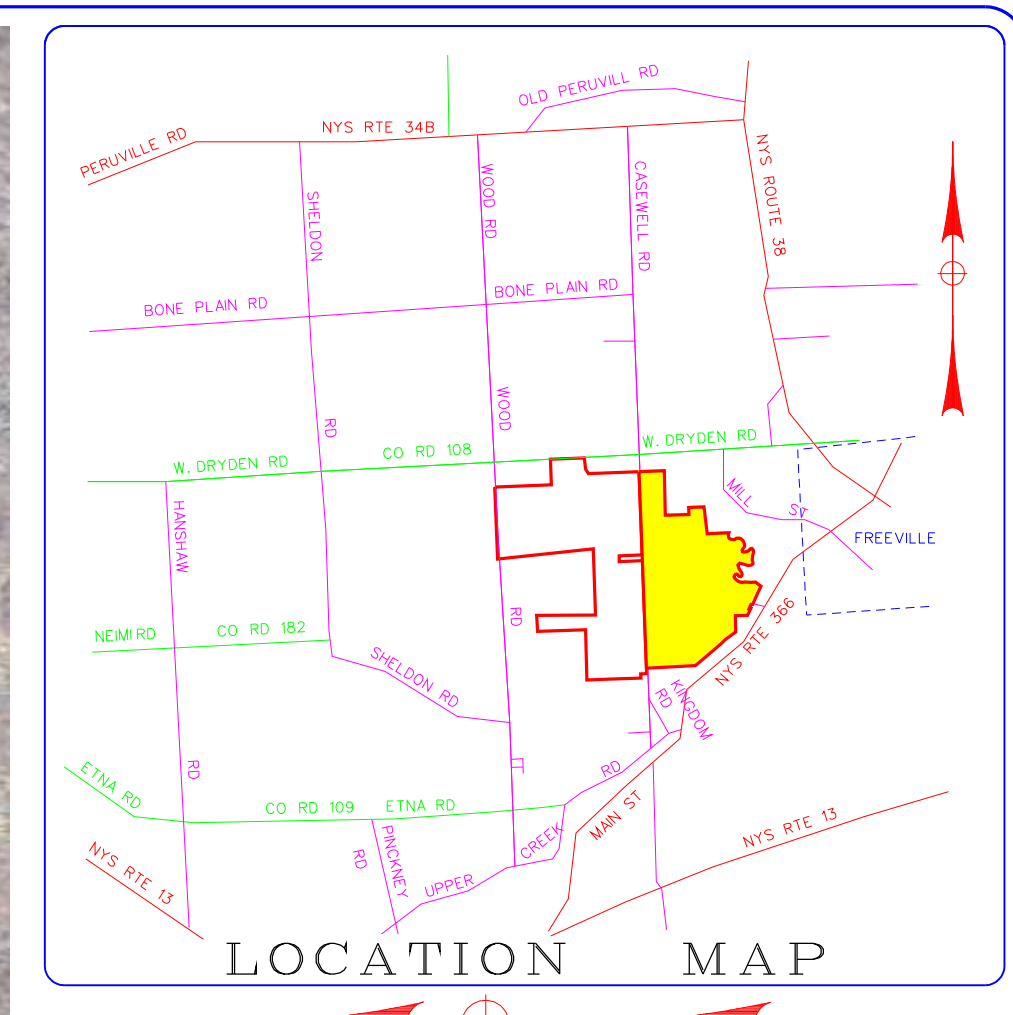 OLD PERUVILL RD
NYS RTE 34B
PERUVILLE RD
NYS ROUTE 38
SHELDON
WOOD RD
CASEWELL RD
BONE PLAIN RD
BONE PLAIN RD
WOOD
RD
W. DRYDEN RD
CO RD 108
W. DRYDEN RD
MILL ST
HANSHAW
FREEVILLE
RD
NEIMI RD
CO RD 182
NYS RTE 366
SHELDON RD
KINGDOM
RD
RD
ETNA RD
RD
CO RD 109
ETNA RD
MAIN ST
NYS RTE 13
NYS RTE 13
PINCKNEY
RD
CREEK
UPPER
LOCATION MAP